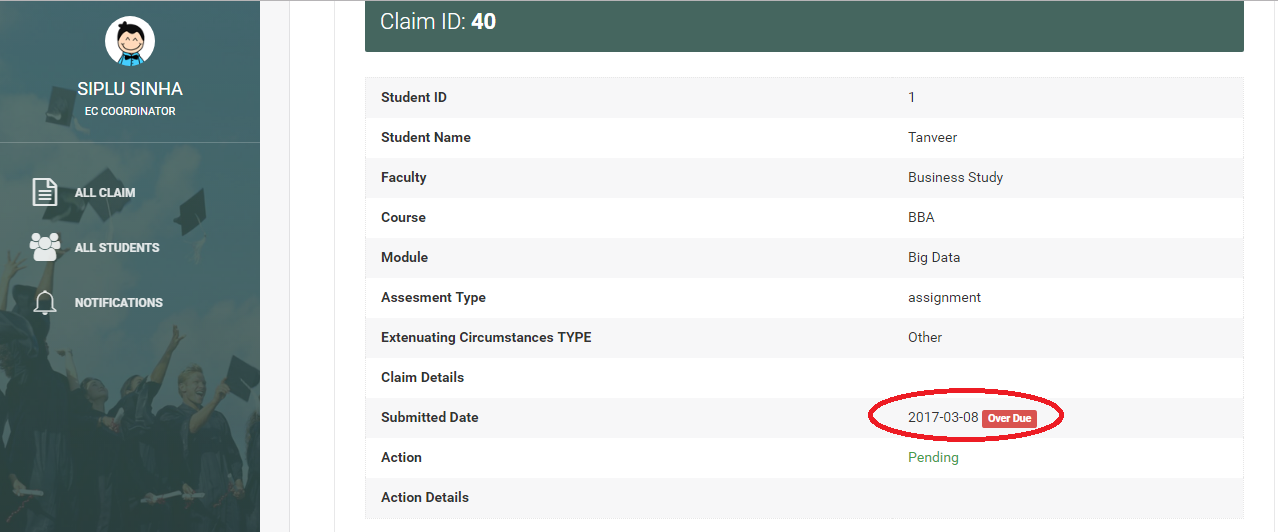 Claim ID: 40
SIPLU SINHA
EC COORDINATOR
ALL CLAIM
ALL STUDENTS
NOTIFICATIONS
Student ID 1
Student Name Tanveer
Faculty Business Study
Course BBA
Module Big Data
Assesment Type assignment
Extenuating Circumstances TYPE Other
Claim Details
Submitted Date 2017-03-08 Over Due
Action Pending
Action Details